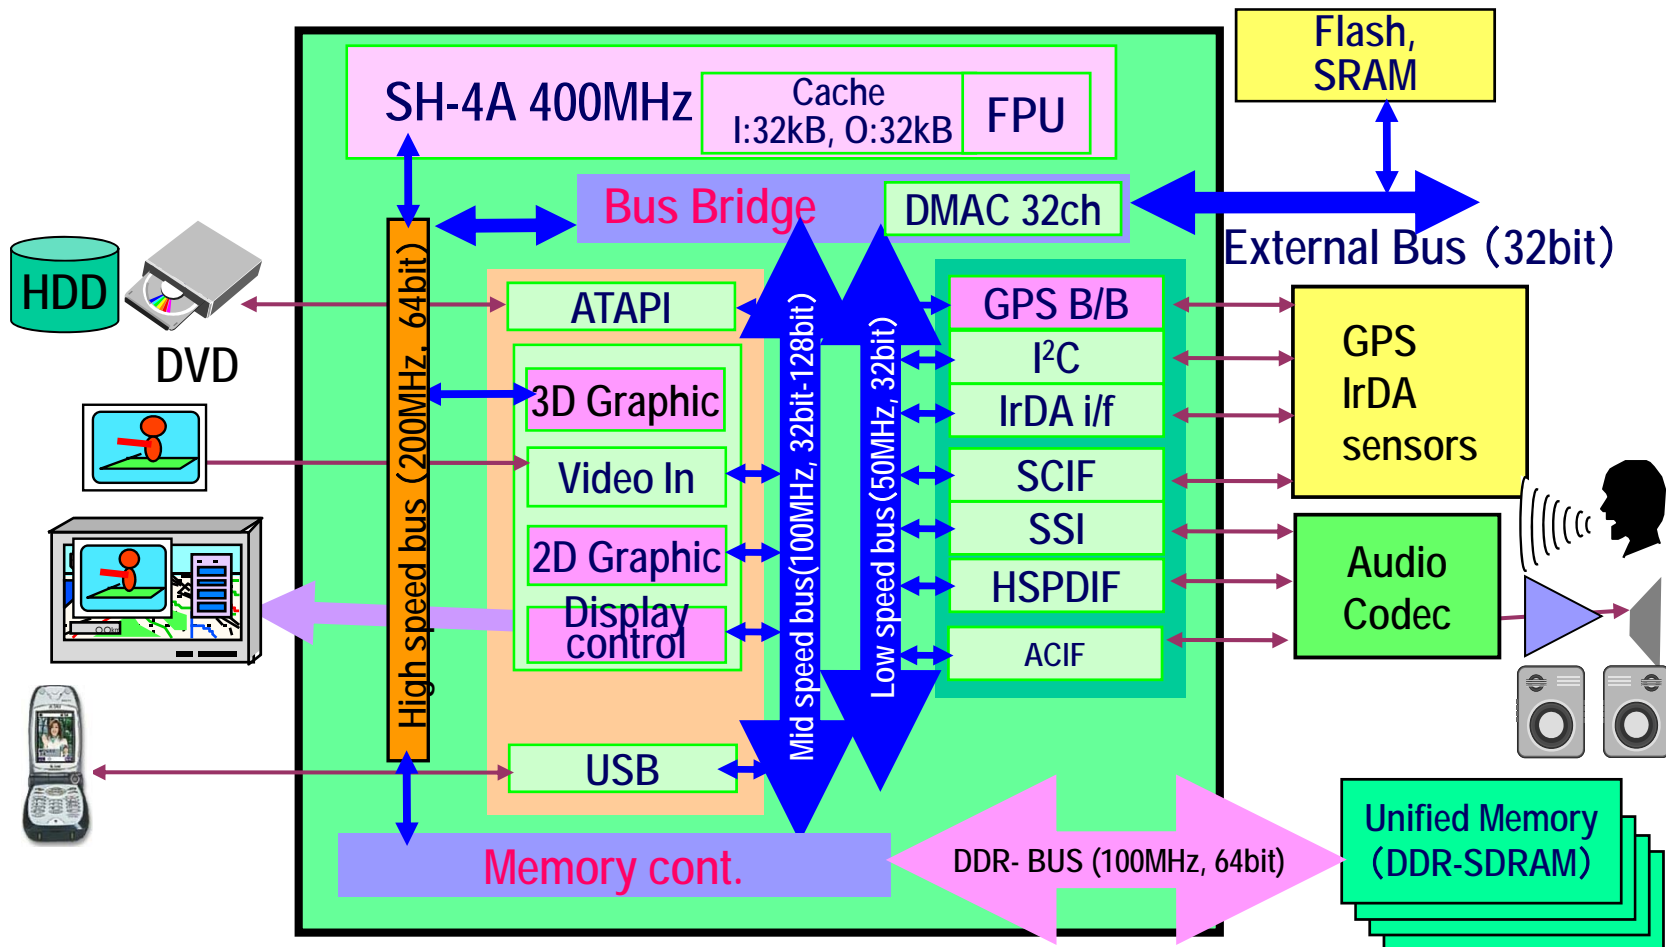 SH-4A 400MHz
Cache
I:32kB, O:32kB
FPU
Flash,
SRAM
Bus Bridge
DMAC 32ch
External Bus (32bit)
HDD
DVD
High speed bus (200MHz, 64bit)
ATAPI
3D Graphic
Video In
2D Graphic
Display
control
USB
Mid speed bus(100MHz, 32bit-128bit)
Low speed bus(50MHz, 32bit)
GPS B/B
I²C
IrDA i/f
SCIF
SSI
HSPDIF
ACIF
GPS
IrDA
sensors
Audio
Codec
Memory cont.
DDR- BUS (100MHz, 64bit)
Unified Memory
(DDR-SDRAM)